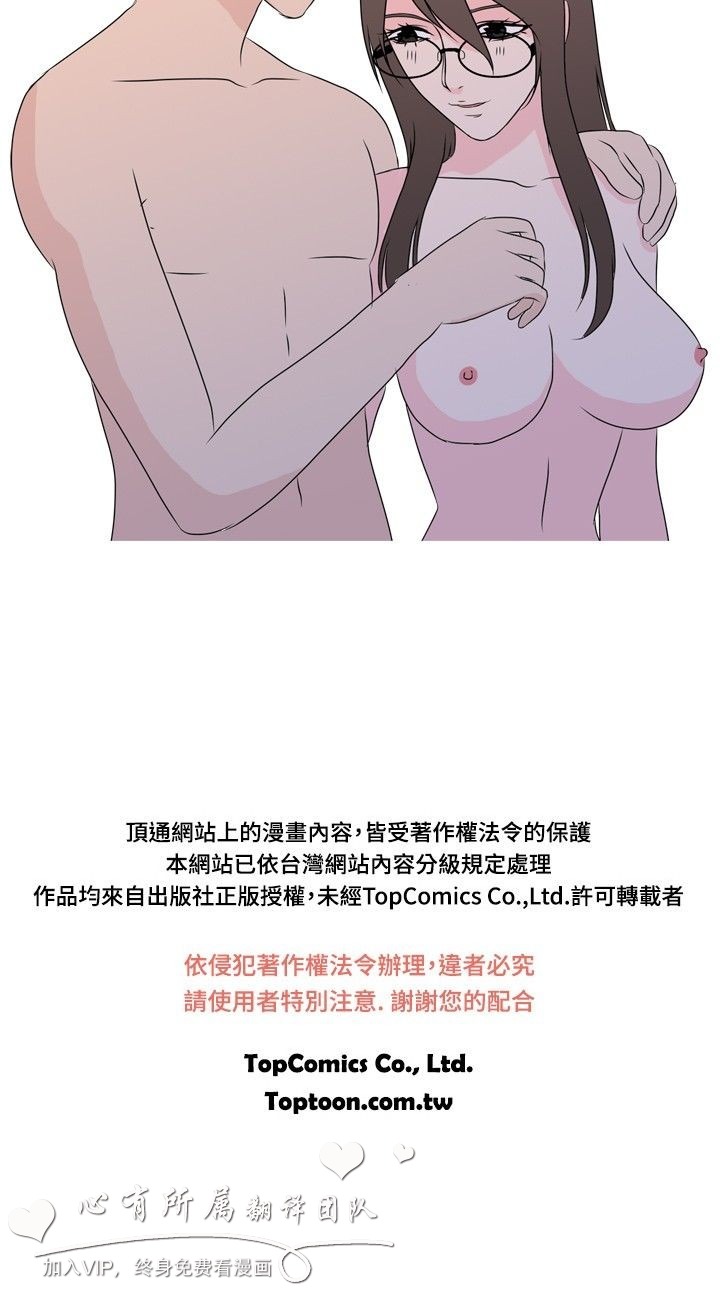 頂通網站上的漫畫內容，皆受著作權法令的保護
本網站已依台灣網站內容分級規定處理
作品均來自出版社正版授權，未經TopComics Co.,Ltd.許可轉載者
依侵犯著作權法令辦理，違者必究
請使用者特別注意. 謝謝您的配合
TopComics Co., Ltd.
Toptoon.com.tw
心有所属翻译团队
加入VIP，终身免费看漫画